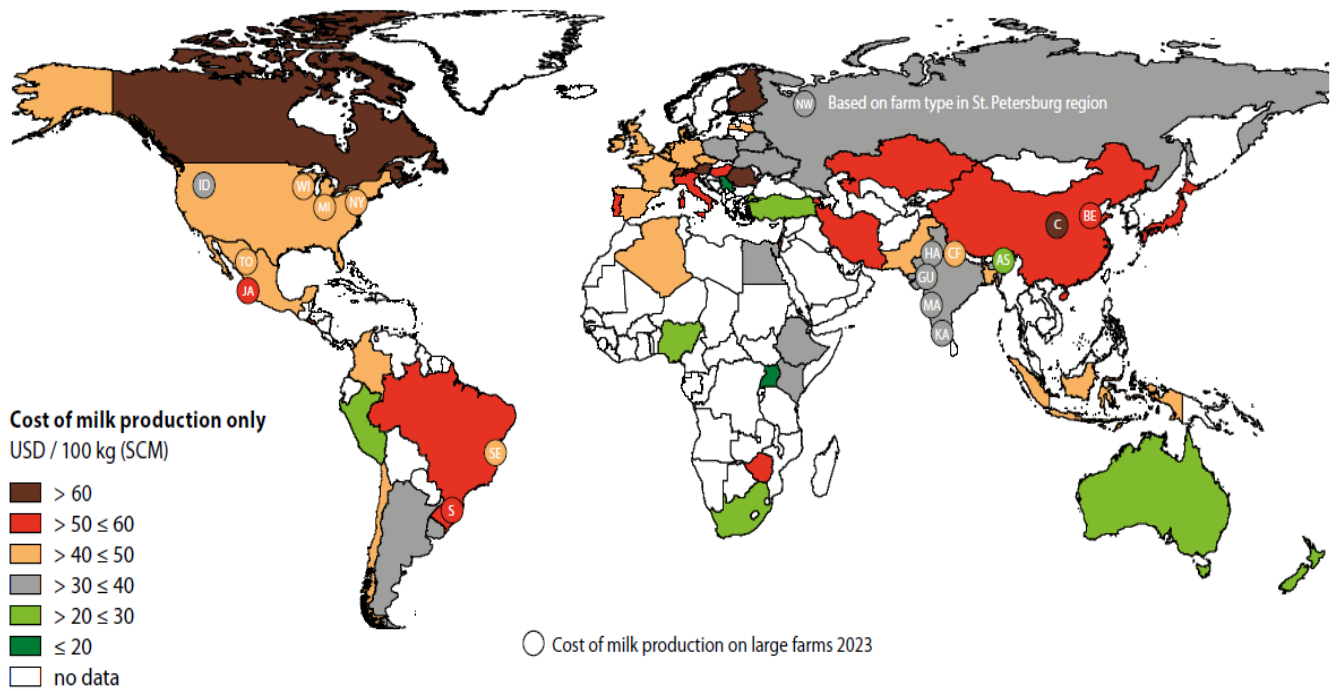 NW Based on farm type in St. Petersburg region
ID
WI
MI
NY
TO
JA
C
BE
HA
CF
AS
GU
MA
KA
SE
S
Cost of milk production only
USD / 100 kg (SCM)
> 60
> 50 ≤ 60
> 40 ≤ 50
> 30 ≤ 40
> 20 ≤ 30
≤ 20
no data
Cost of milk production on large farms 2023